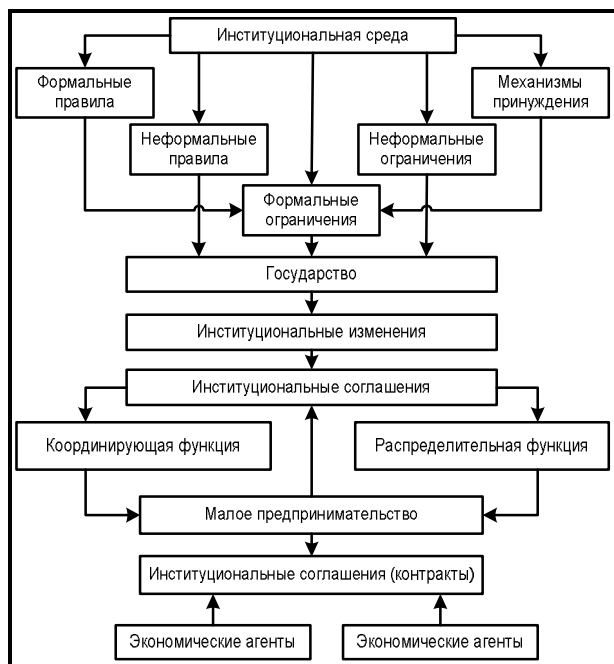 Институциональная среда
Формальные
правила
Механизмы
принуждения
Неформальные
правила
Неформальные
ограничения
Формальные
ограничения
Государство
Институциональные изменения
Институциональные соглашения
Координирующая функция
Распределительная функция
Малое предпринимательство
Институциональные соглашения (контракты)
Экономические агенты
Экономические агенты